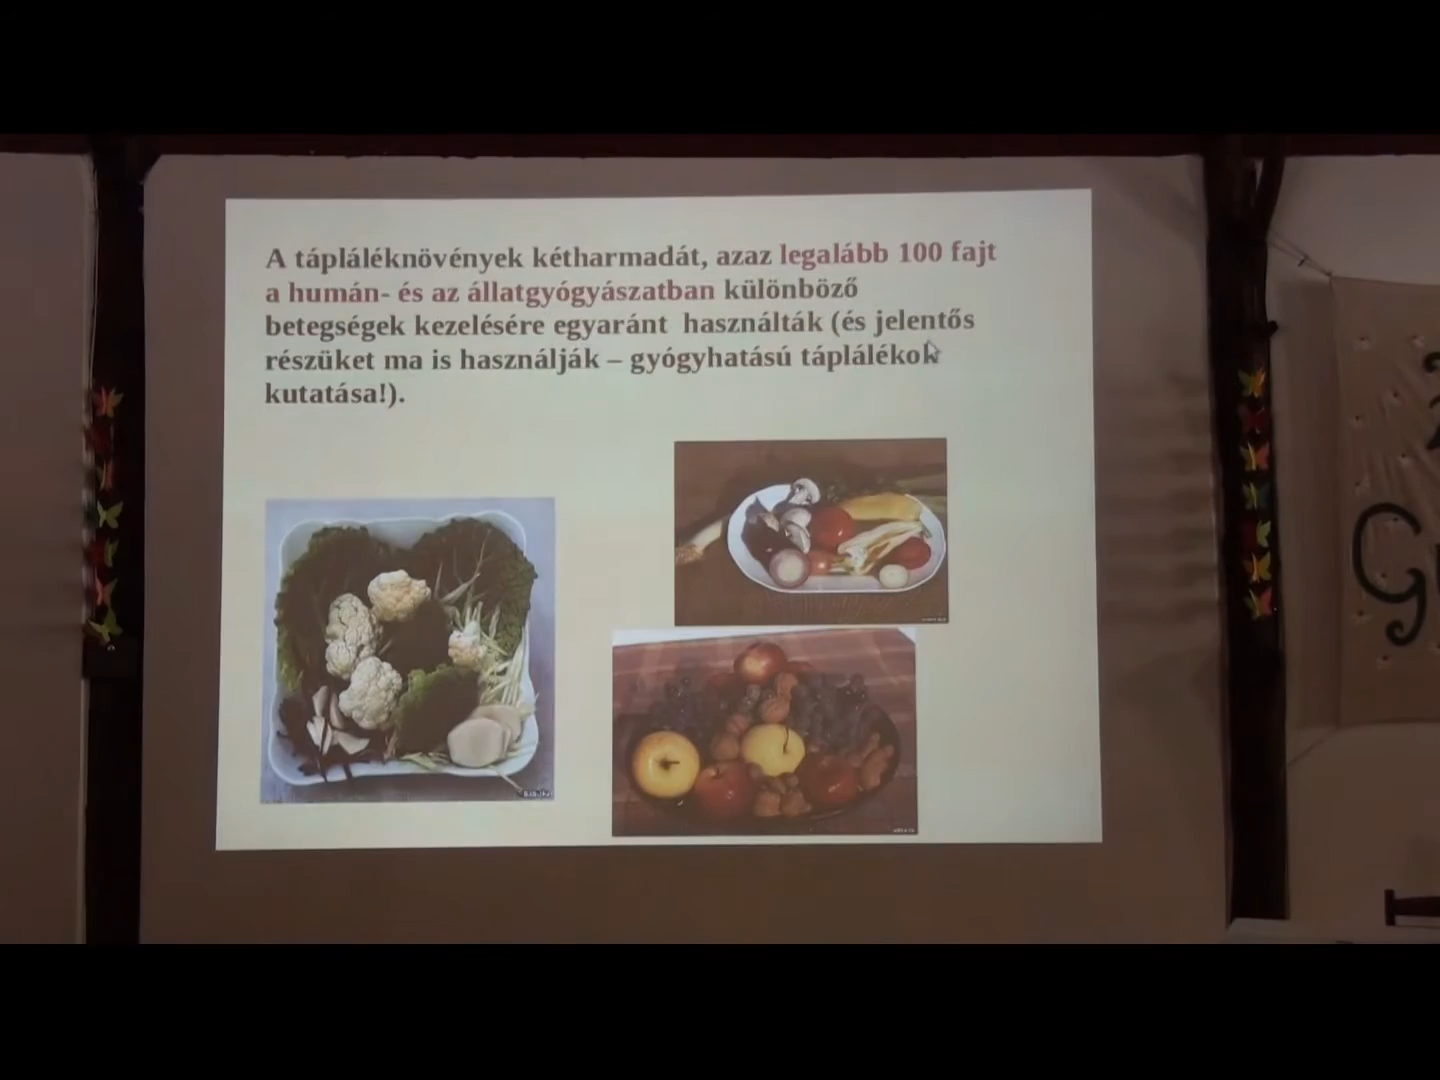 A tápláléknövények kétharmadát, azaz legalább 100 fajt
a humán- és az állatgyógyászatban különböző
betegségek kezelésére egyaránt  használták (és jelentős
részüket ma is használják – gyógyhatású táplálékok
kutatása!).